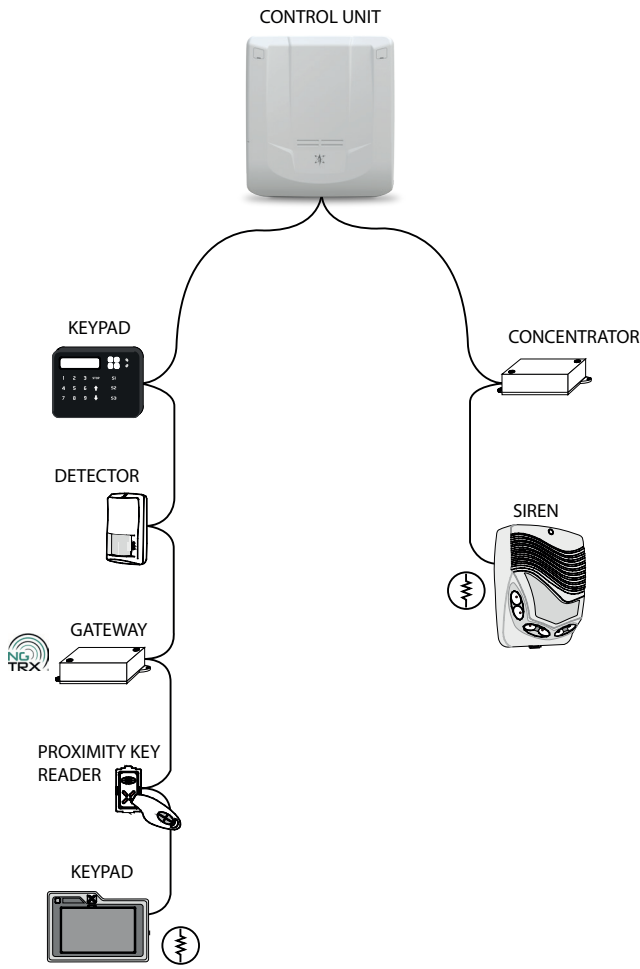 CONTROL UNIT
KEYPAD
1 2 3 STOP S1
4 5 6 S2
7 8 9 S3
CONCENTRATOR
DETECTOR
SIREN
GATEWAY
NG
TRX
PROXIMITY KEY
READER
KEYPAD